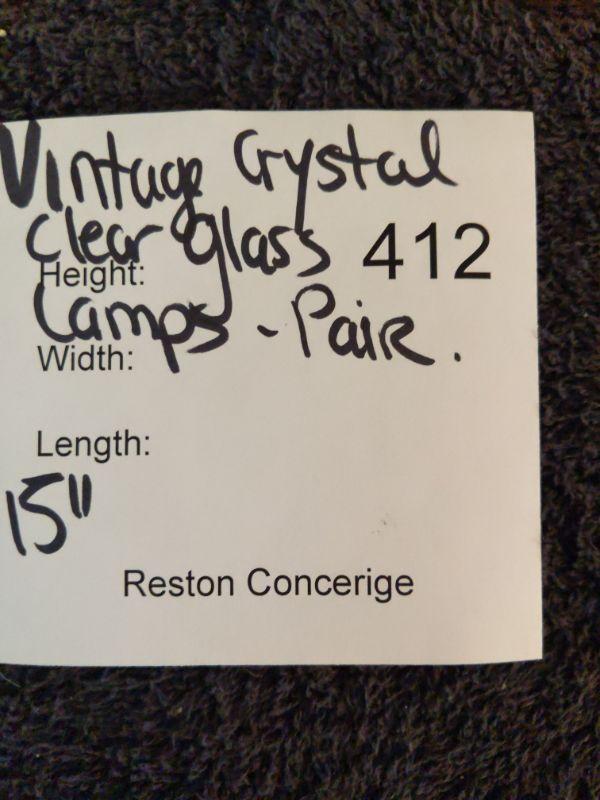 Vintage Crystal
Clear glass 412
Height:
Lamps - Pair.
Width:
Length:
15"
Reston Concerige